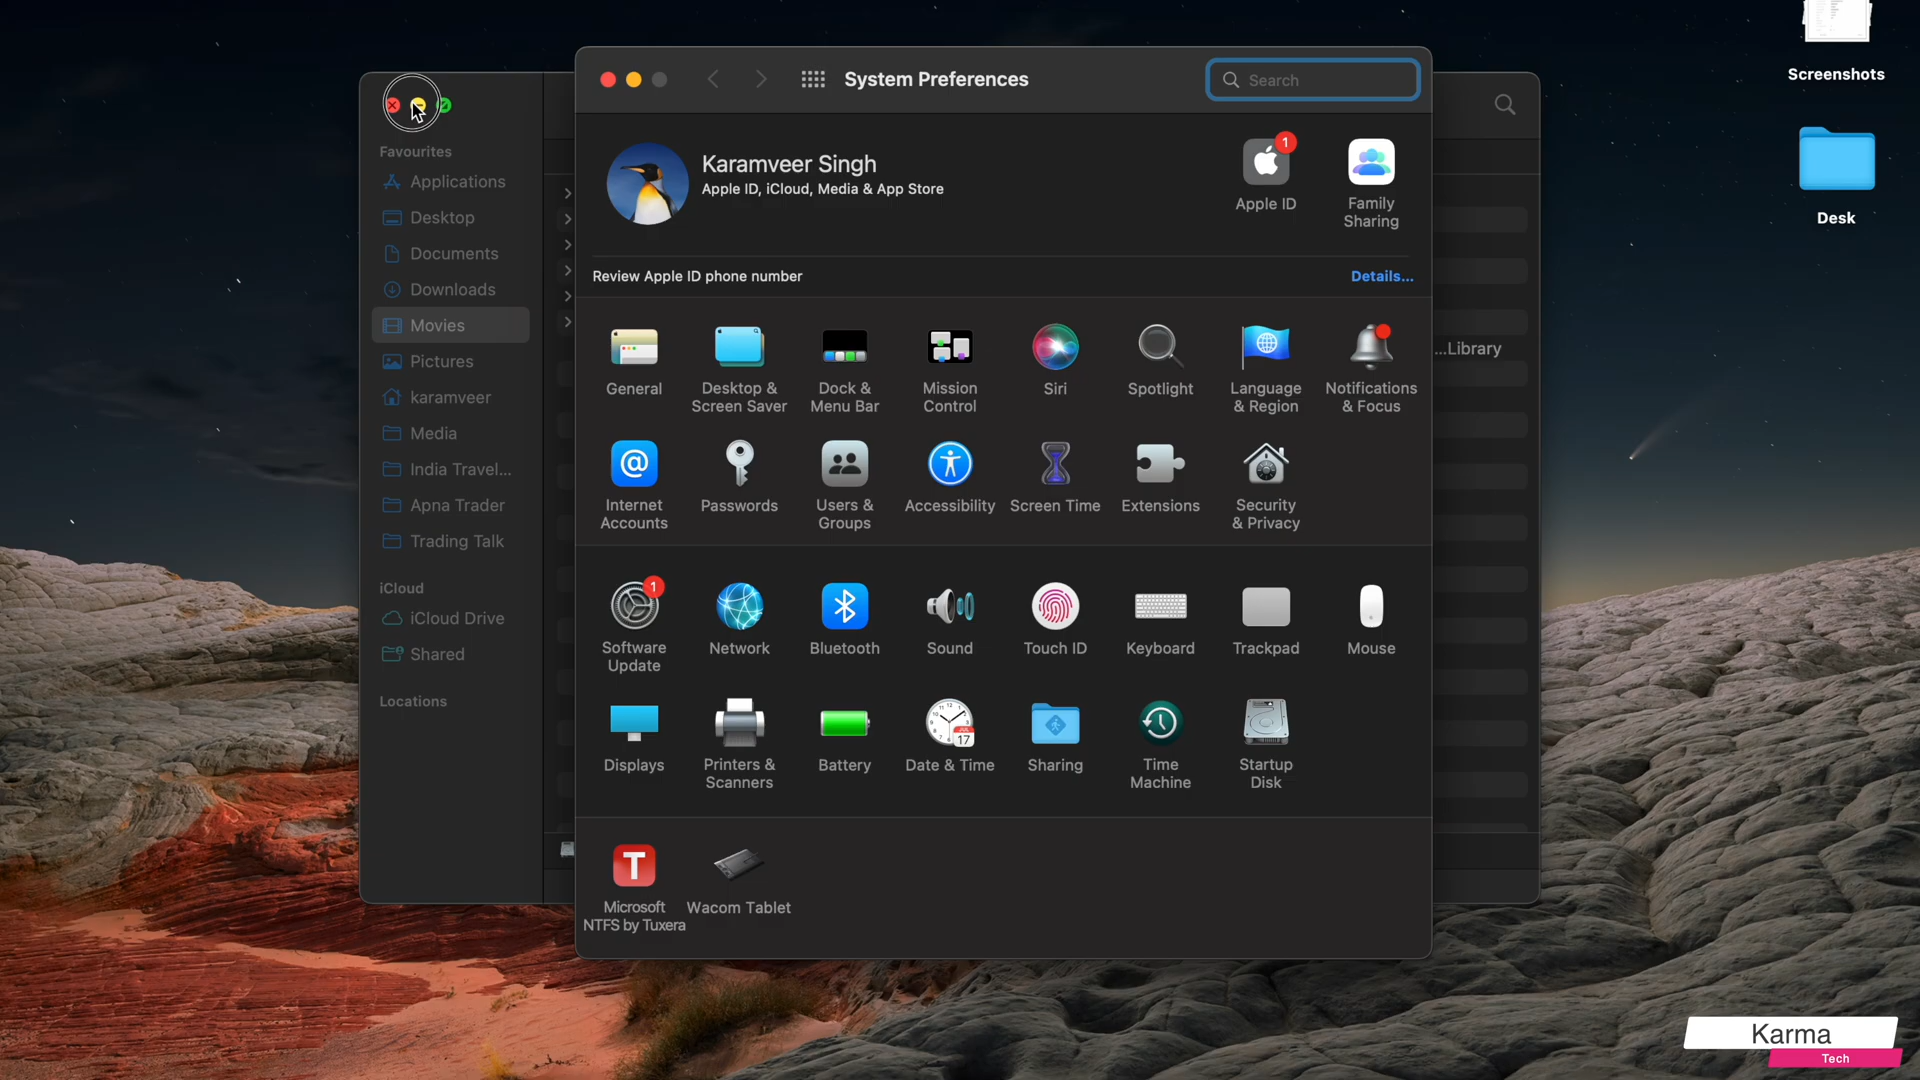 Screenshots
Desk
System Preferences
Search
Favourites
Applications
Desktop
Documents
Downloads
Movies
Pictures
karamveer
Media
India Travel...
Apna Trader
Trading Talk
iCloud
iCloud Drive
Shared
Locations
...Library
Karamveer Singh
Apple ID, iCloud, Media & App Store
1
Apple ID
Family
Sharing
Review Apple ID phone number
Details...
General
Desktop &
Screen Saver
Dock &
Menu Bar
Mission
Control
Siri
Spotlight
Language
& Region
Notifications
& Focus
Internet
Accounts
Passwords
Users &
Groups
Accessibility
Screen Time
Extensions
Security
& Privacy
1
Software
Update
Network
Bluetooth
Sound
Touch ID
Keyboard
Trackpad
Mouse
Displays
Printers &
Scanners
Battery
17
Date & Time
Sharing
Time
Machine
Startup
Disk
T
Microsoft
NTFS by Tuxera
Wacom Tablet
Karma
Tech